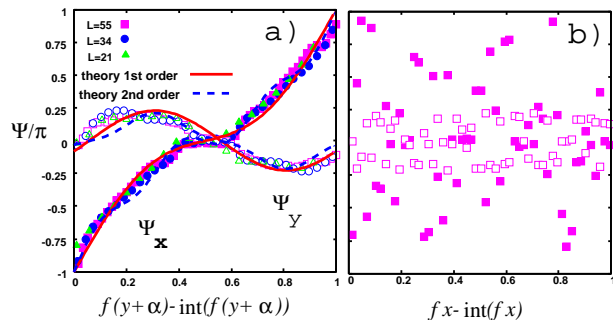 a)
b)
L=55
L=34
L=21
theory 1st order
theory 2nd order
Ψ/π
1
0.75
0.5
0.25
0
-0.25
-0.5
-0.75
-1
Ψx
Ψy
0 0.2 0.4 0.6 0.8 1
0 0.2 0.4 0.6 0.8 1
f(y+α)-int(f(y+ α))
fx-int(fx)